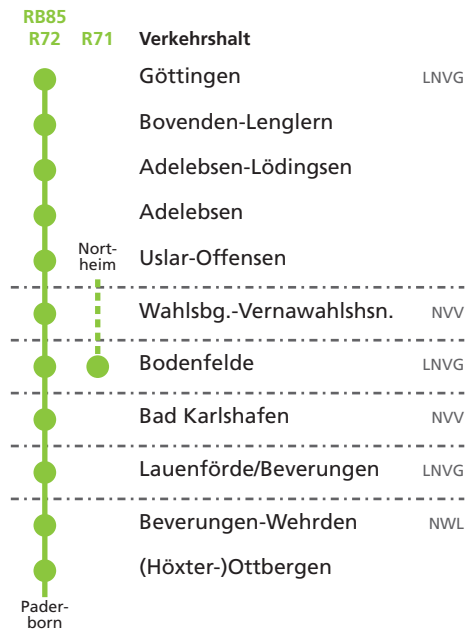 RB85
R72 R71 Verkehrshalt
Göttingen LNVG
Bovenden-Lenglern
Adelebsen-Lödingsen
Adelebsen
Nort-
heim
Uslar-Offensen
Wahlsbg.-Vernawahlshsn. NVV
Bodenfelde LNVG
Bad Karlshafen NVV
Lauenförde/Beverungen LNVG
Beverungen-Wehrden NWL
(Höxter-)Ottbergen
Pader-
born